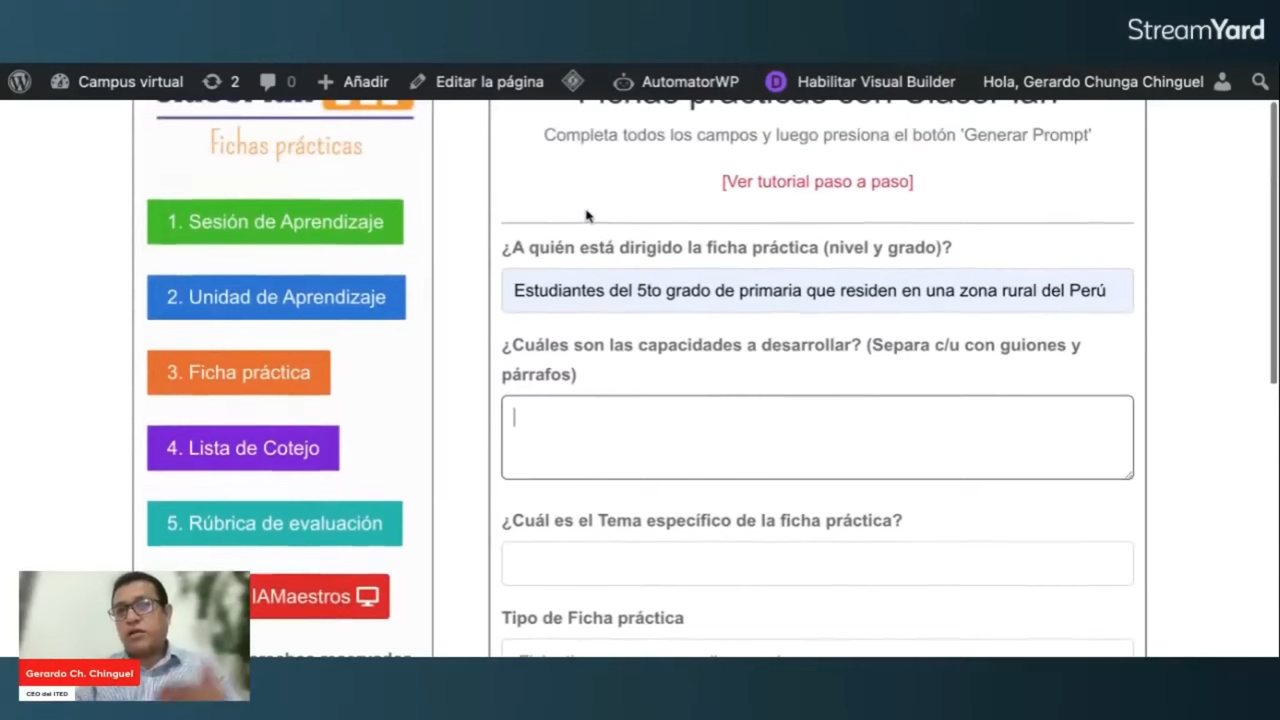 StreamYard
Campus virtual
2
0
Añadir
Editar la página
AutomatorWP
D
Habilitar Visual Builder
Hola, Gerardo Chunga Chinguel
Fichas prácticas
1. Sesión de Aprendizaje
2. Unidad de Aprendizaje
3. Ficha práctica
4. Lista de Cotejo
5. Rúbrica de evaluación
IAMaestros
Fichas prácticas con ClassPlan
Completa todos los campos y luego presiona el botón 'Generar Prompt'
[Ver tutorial paso a paso]
¿A quién está dirigido la ficha práctica (nivel y grado)?
Estudiantes del 5to grado de primaria que residen en una zona rural del Perú
¿Cuáles son las capacidades a desarrollar? (Separa c/u con guiones y
párrafos)
¿Cuál es el Tema específico de la ficha práctica?
Tipo de Ficha práctica
Gerardo Ch. Chinguel
CEO del ITED